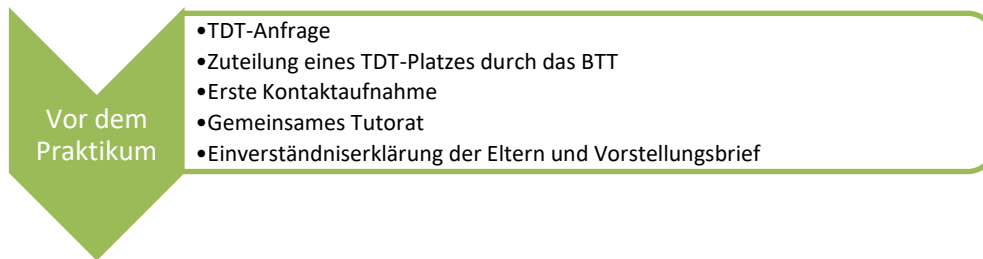 Vor dem
Praktikum
•TDT-Anfrage
•Zuteilung eines TDT-Platzes durch das BTT
•Erste Kontaktaufnahme
•Gemeinsames Tutorat
•Einverständniserklärung der Eltern und Vorstellungsbrief